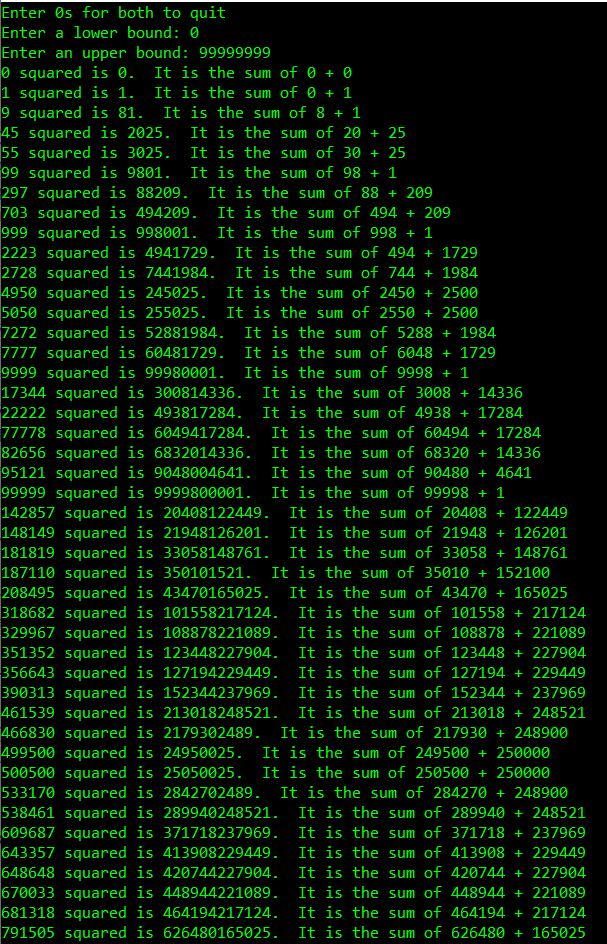 Enter 0s for both to quit
Enter a lower bound: 0
Enter an upper bound: 99999999
0 squared is 0.  It is the sum of 0 + 0
1 squared is 1.  It is the sum of 0 + 1
9 squared is 81.  It is the sum of 8 + 1
45 squared is 2025.  It is the sum of 20 + 25
55 squared is 3025.  It is the sum of 30 + 25
99 squared is 9801.  It is the sum of 98 + 1
297 squared is 88209.  It is the sum of 88 + 209
703 squared is 494209.  It is the sum of 494 + 209
999 squared is 998001.  It is the sum of 998 + 1
2223 squared is 4941729.  It is the sum of 494 + 1729
2728 squared is 7441984.  It is the sum of 744 + 1984
4950 squared is 245025.  It is the sum of 2450 + 2500
5050 squared is 255025.  It is the sum of 2550 + 2500
7272 squared is 52881984.  It is the sum of 5288 + 1984
7777 squared is 60481729.  It is the sum of 6048 + 1729
9999 squared is 99980001.  It is the sum of 9998 + 1
17344 squared is 300814336.  It is the sum of 3008 + 14336
22222 squared is 493817284.  It is the sum of 4938 + 17284
77778 squared is 6049417284.  It is the sum of 60494 + 17284
82656 squared is 6832014336.  It is the sum of 68320 + 14336
95121 squared is 9048004641.  It is the sum of 90480 + 4641
99999 squared is 9999800001.  It is the sum of 99998 + 1
142857 squared is 20408122449.  It is the sum of 20408 + 122449
148149 squared is 21948126201.  It is the sum of 21948 + 126201
181819 squared is 33058148761.  It is the sum of 33058 + 148761
187110 squared is 350101521.  It is the sum of 35010 + 152100
208495 squared is 43470165025.  It is the sum of 43470 + 165025
318682 squared is 101558217124.  It is the sum of 101558 + 217124
329967 squared is 108878221089.  It is the sum of 108878 + 221089
351352 squared is 123448227904.  It is the sum of 123448 + 227904
356643 squared is 127194229449.  It is the sum of 127194 + 229449
390313 squared is 152344237969.  It is the sum of 152344 + 237969
461539 squared is 213018248521.  It is the sum of 213018 + 248521
466830 squared is 2179302489.  It is the sum of 217930 + 248900
499500 squared is 24950025.  It is the sum of 249500 + 250000
500500 squared is 25050025.  It is the sum of 250500 + 250000
533170 squared is 2842702489.  It is the sum of 284270 + 248900
538461 squared is 289940248521.  It is the sum of 289940 + 248521
609687 squared is 371718237969.  It is the sum of 371718 + 237969
643357 squared is 413908229449.  It is the sum of 413908 + 229449
648648 squared is 420744227904.  It is the sum of 420744 + 227904
670033 squared is 448944221089.  It is the sum of 448944 + 221089
681318 squared is 464194217124.  It is the sum of 464194 + 217124
791505 squared is 626480165025.  It is the sum of 626480 + 165025